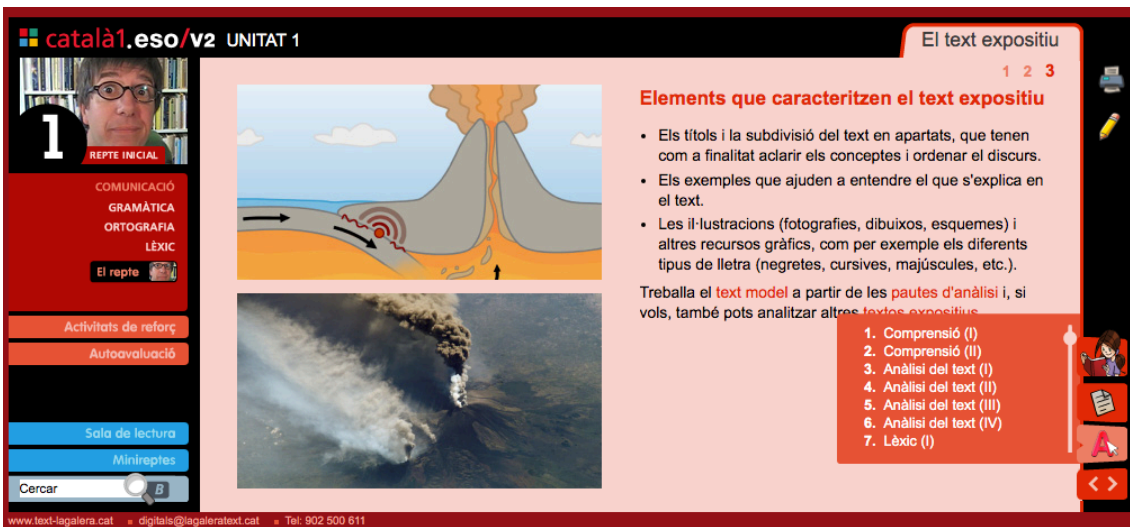 català1.eso/v2 UNITAT 1
El text expositiu
1 2 3
1
REPTE INICIAL
COMUNICACIÓ
GRAMÀTICA
ORTOGRAFIA
LÈXIC
El repte
Activitats de reforç
Autoavaluació
Sala de lectura
Minireptes
Cercar
B
Elements que caracteritzen el text expositiu
• Els títols i la subdivisió del text en apartats, que tenen
com a finalitat aclarir els conceptes i ordenar el discurs.
• Els exemples que ajuden a entendre el que s'explica en
el text.
• Les il·lustracions (fotografies, dibuixos, esquemes) i
altres recursos gràfics, com per exemple els diferents
tipus de lletra (negretes, cursives, majúscules, etc.).
Treballa el text model a partir de les pautes d'anàlisi i, si
vols, també pots analitzar altres textos expositius
1. Comprensió (I)
2. Comprensió (II)
3. Anàlisi del text (I)
4. Anàlisi del text (II)
5. Anàlisi del text (III)
6. Anàlisi del text (IV)
7. Lèxic (I)
A
www.text-lagalera.cat ▪ digitals@lagaleratext.cat ▪ Tel: 902 500 611